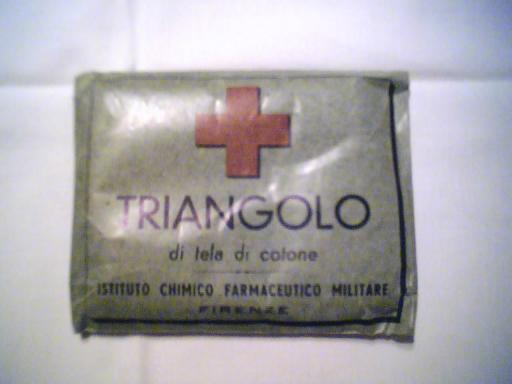 TRIANGOLO
di tela di cotone
ISTITUTO CHIMICO FARMACEUTICO MILITARE
FIRENZE